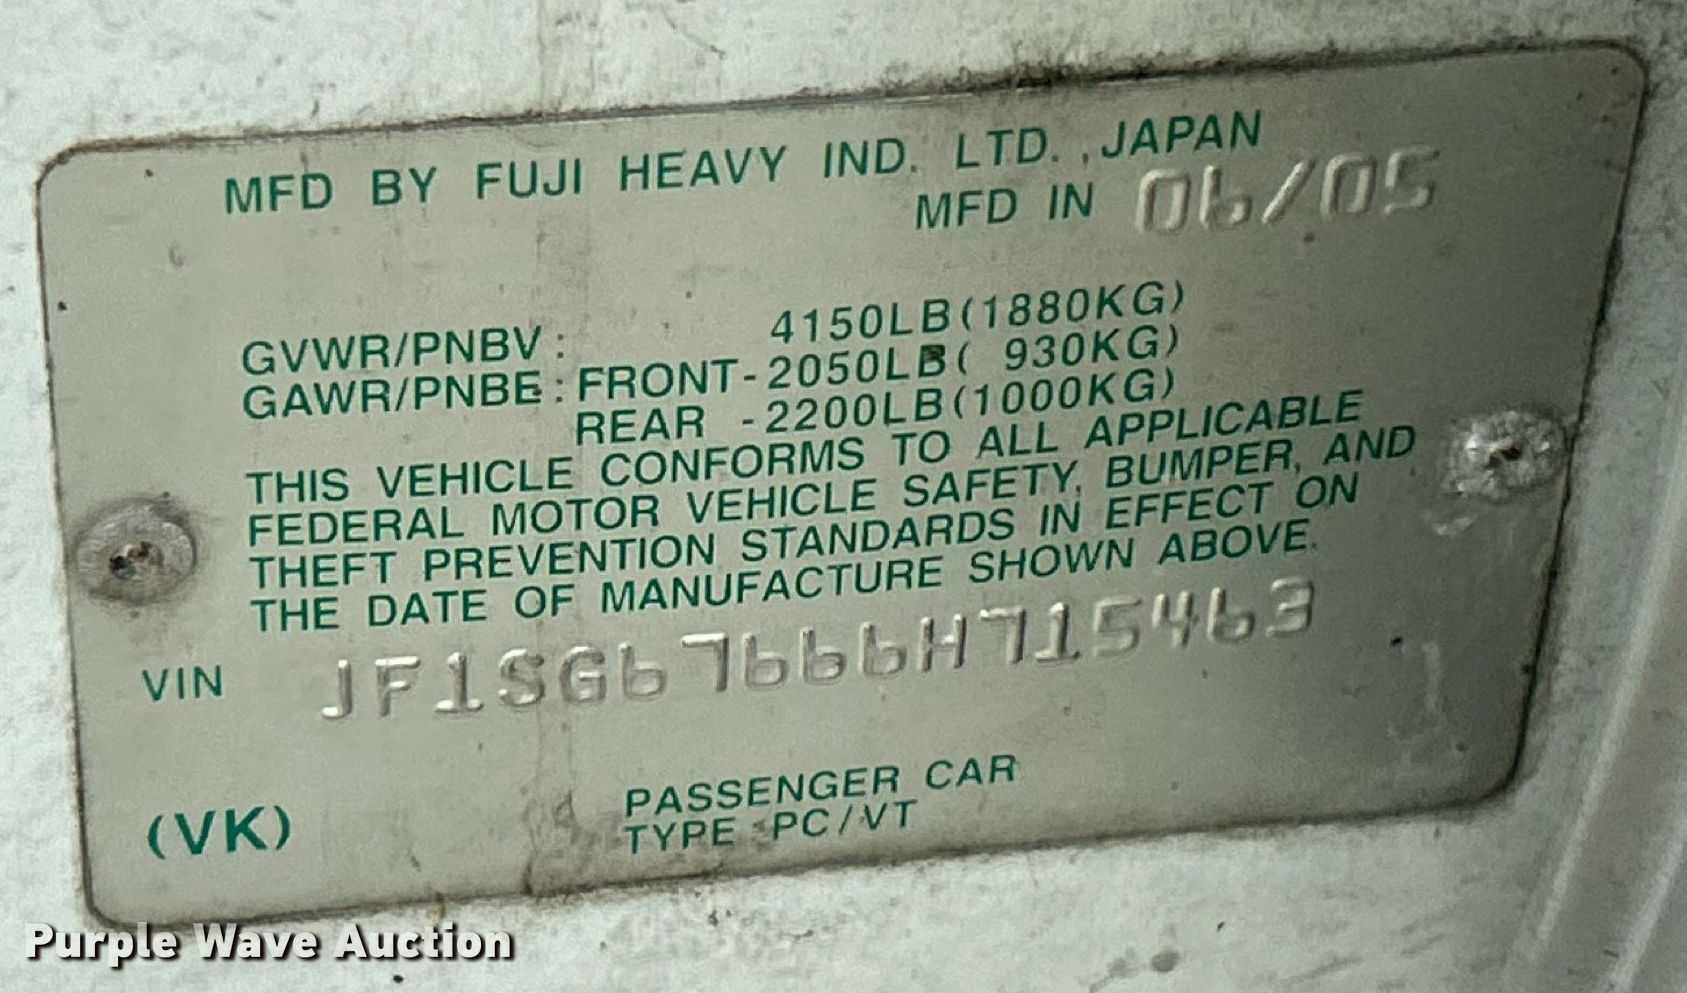 MFD BY FUJI HEAVY IND. LTD., JAPAN
MFD IN 06/05
GVWR/PNBV: 4150LB(1880KG)
GAWR/PNBE:FRONT-2050LB( 930KG)
REAR -2200LB(1000KG)
THIS VEHICLE CONFORMS TO ALL APPLICABLE
FEDERAL MOTOR VEHICLE SAFETY, BUMPER, AND
THEFT PREVENTION STANDARDS IN EFFECT ON
THE DATE OF MANUFACTURE SHOWN ABOVE.
VIN JF1SG67666H715463
(VK) PASSENGER CAR
TYPE :PC/VT
Purple Wave Auction